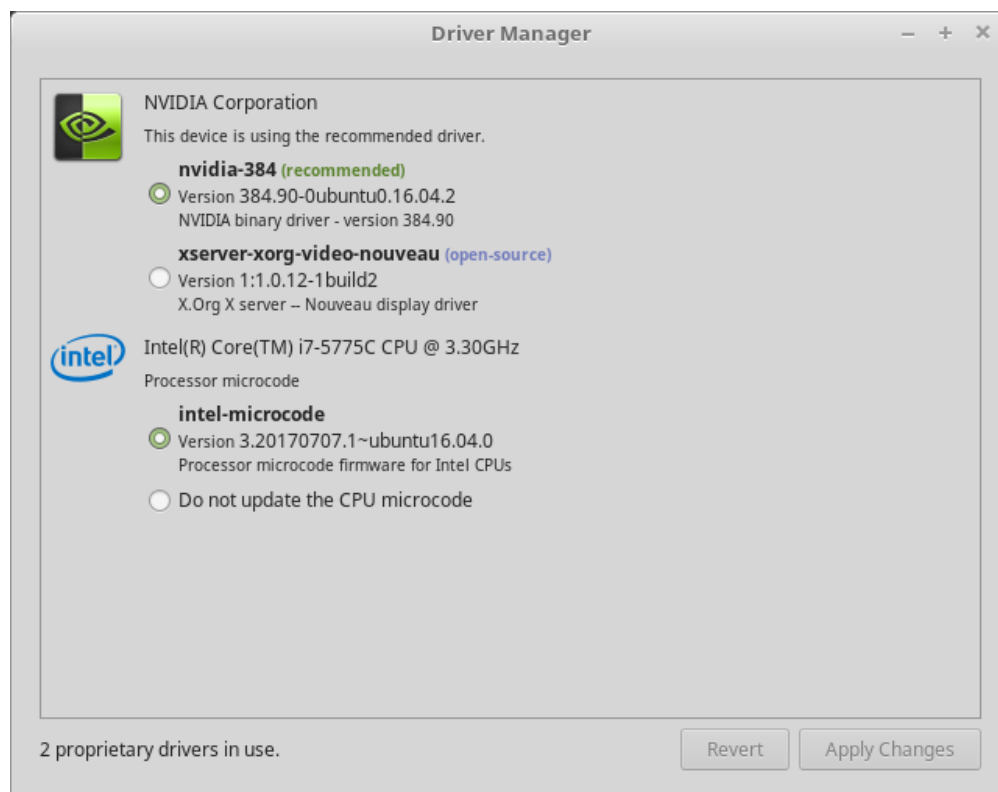 Driver Manager
NVIDIA Corporation
This device is using the recommended driver.
nvidia-384 (recommended)
Version 384.90-0ubuntu0.16.04.2
NVIDIA binary driver - version 384.90
xserver-xorg-video-nouveau (open-source)
Version 1:1.0.12-1build2
X.Org X server -- Nouveau display driver
intel
Intel(R) Core(TM) i7-5775C CPU @ 3.30GHz
Processor microcode
intel-microcode
Version 3.20170707.1~ubuntu16.04.0
Processor microcode firmware for Intel CPUs
Do not update the CPU microcode
2 proprietary drivers in use.
Revert
Apply Changes